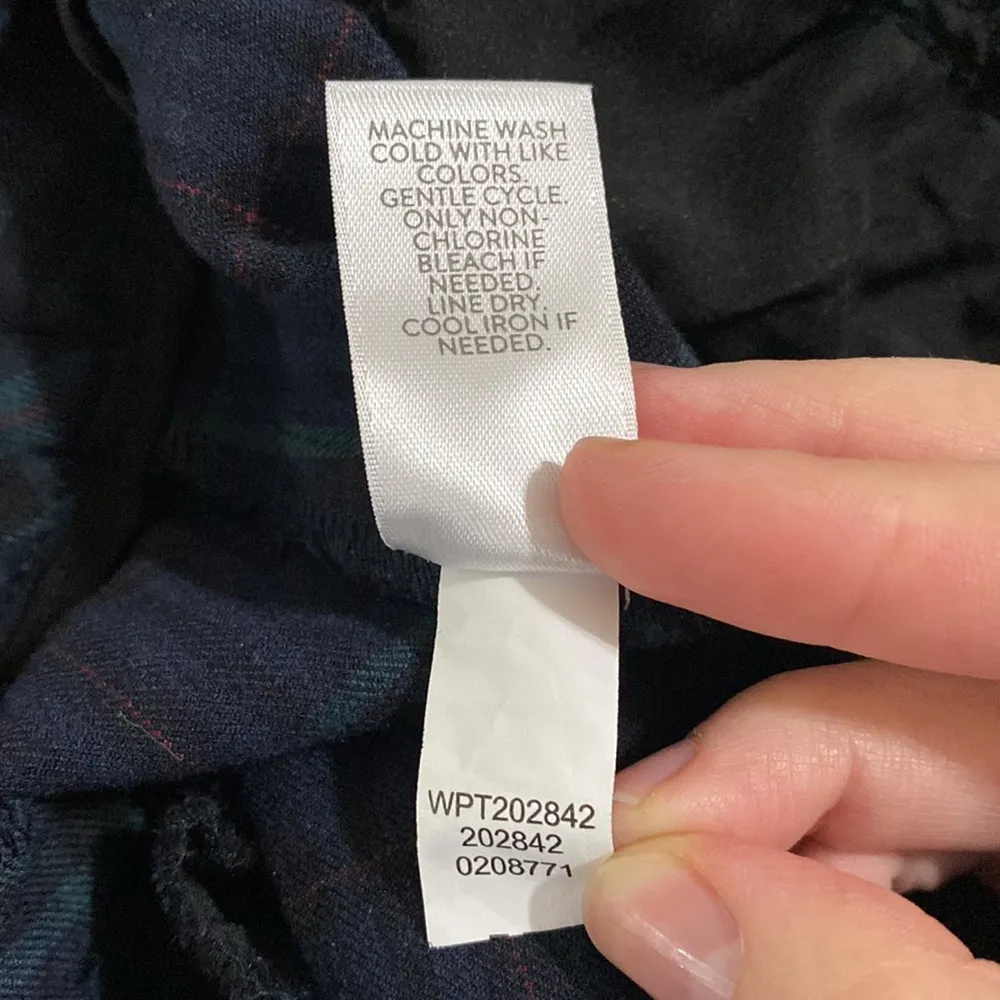 MACHINE WASH
COLD WITH LIKE
COLORS.
GENTLE CYCLE.
ONLY NON-
CHLORINE
BLEACH IF
NEEDED.
LINE DRY.
COOL IRON IF
NEEDED.
WPT202842
202842
0208771